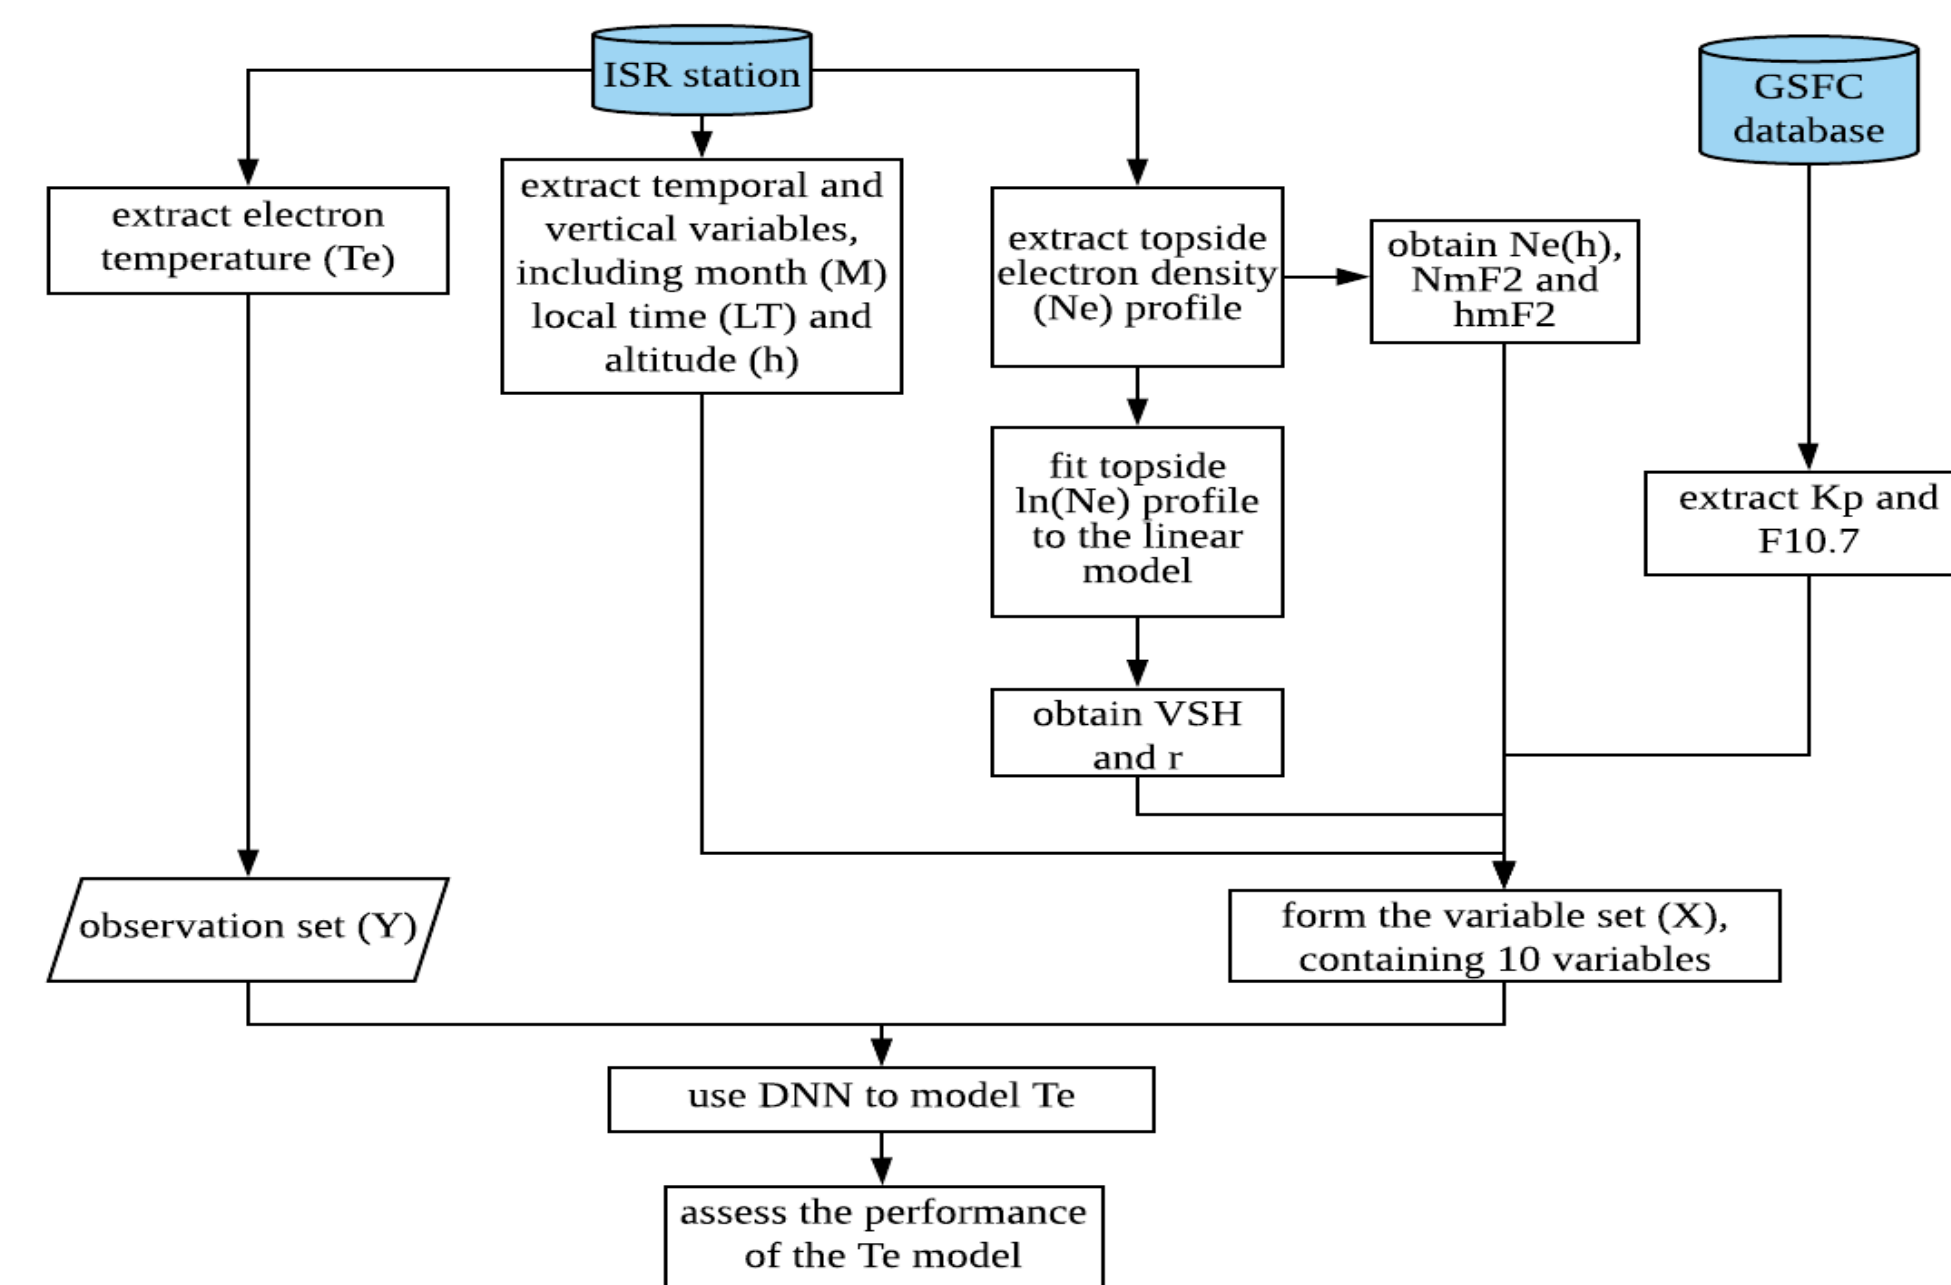 ISR station
GSFC
database
extract electron
temperature (Te)
extract temporal and
vertical variables,
including month (M)
local time (LT) and
altitude (h)
extract topside
electron density
(Ne) profile
obtain Ne(h),
NmF2 and
hmF2
fit topside
ln(Ne) profile
to the linear
model
extract Kp and
F10.7
obtain VSH
and r
observation set (Y)
form the variable set (X),
containing 10 variables
use DNN to model Te
assess the performance
of the Te model